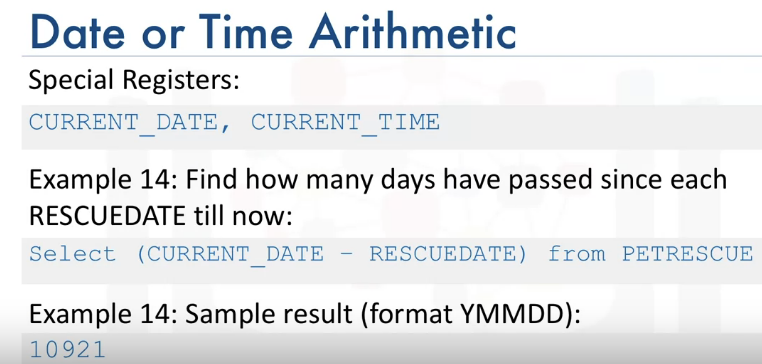 Date or Time Arithmetic
Special Registers:
CURRENT_DATE, CURRENT_TIME
Example 14: Find how many days have passed since each
RESCUEDATE till now:
Select (CURRENT_DATE - RESCUEDATE) from PETRESCUE
Example 14: Sample result (format YMMDD):
10921